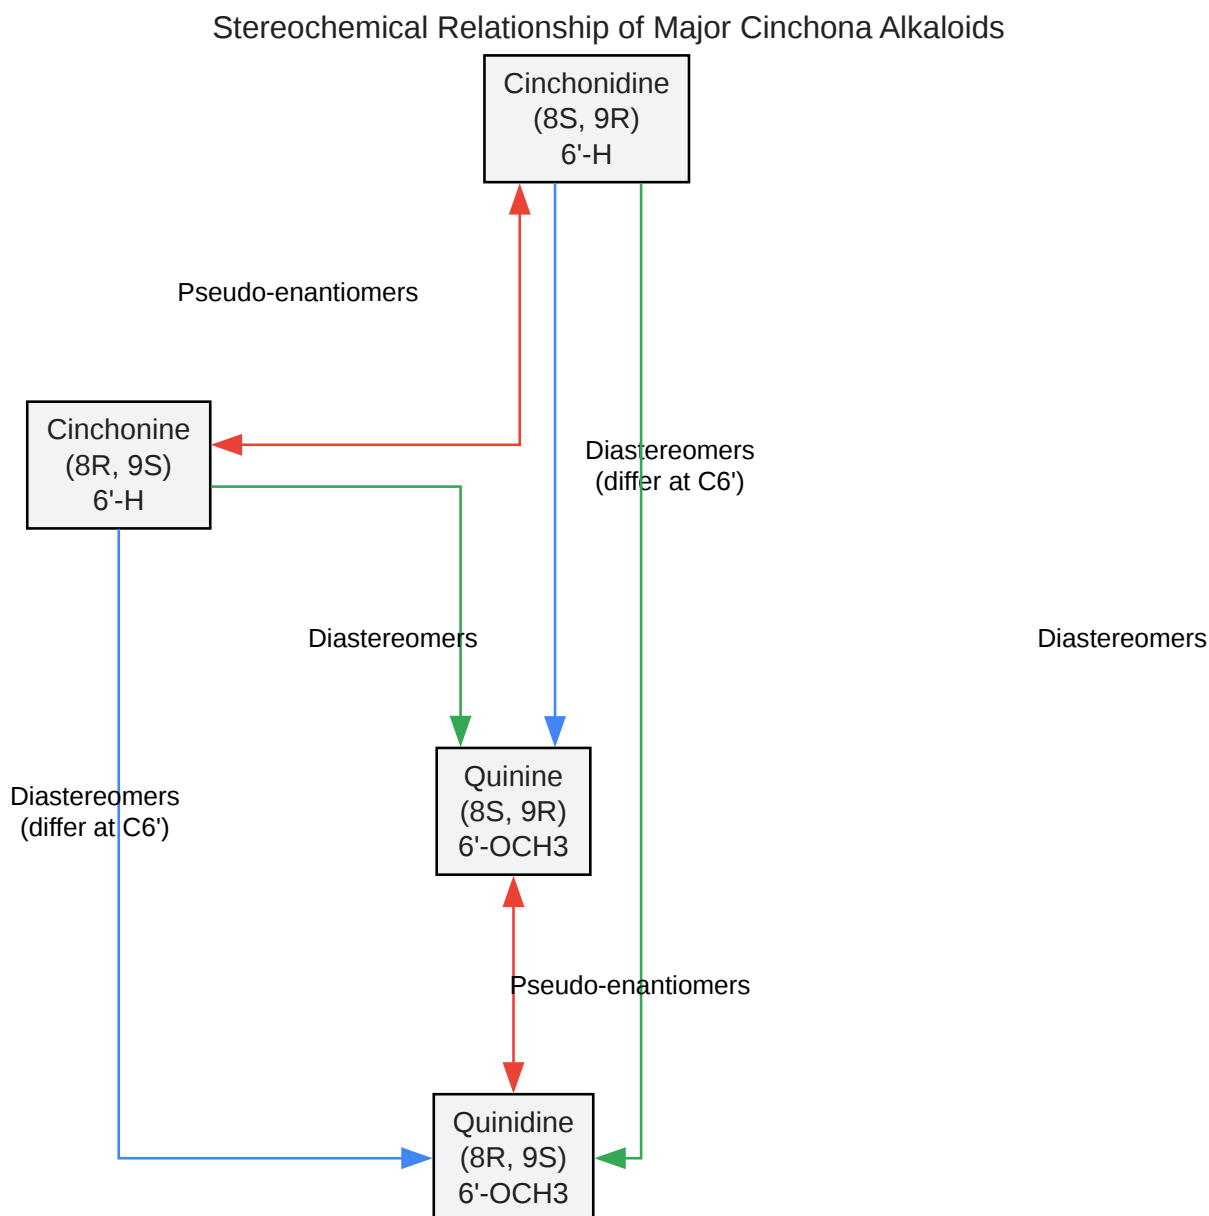 Stereochemical Relationship of Major Cinchona Alkaloids
Cinchonidine
(8S, 9R)
6'-H
Pseudo-enantiomers
Cinchonine
(8R, 9S)
6'-H
Diastereomers
(differ at C6')
Diastereomers
Diastereomers
Quinine
(8S, 9R)
6'-OCH3
Diastereomers
(differ at C6')
Pseudo-enantiomers
Quinidine
(8R, 9S)
6'-OCH3